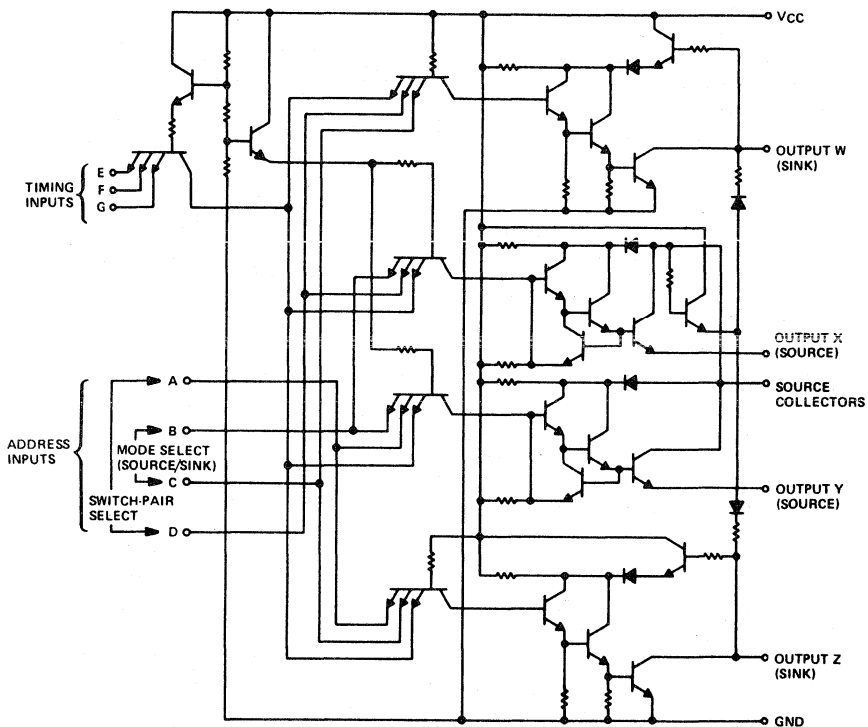 VCC
E
F
G
TIMING
INPUTS
OUTPUT W
(SINK)
OUTPUT X
(SOURCE)
SOURCE
COLLECTORS
ADDRESS
INPUTS
A
B
MODE SELECT
(SOURCE/SINK)
C
SWITCH-PAIR
SELECT
D
OUTPUT Y
(SOURCE)
OUTPUT Z
(SINK)
GND